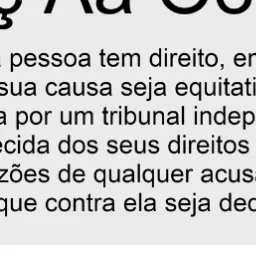 ç Aa
pessoa tem direito, e
sua causa seja equitati
por um tribunal indep
ecida dos seus direitos
zões de qualquer acusa
que contra ela seja dec